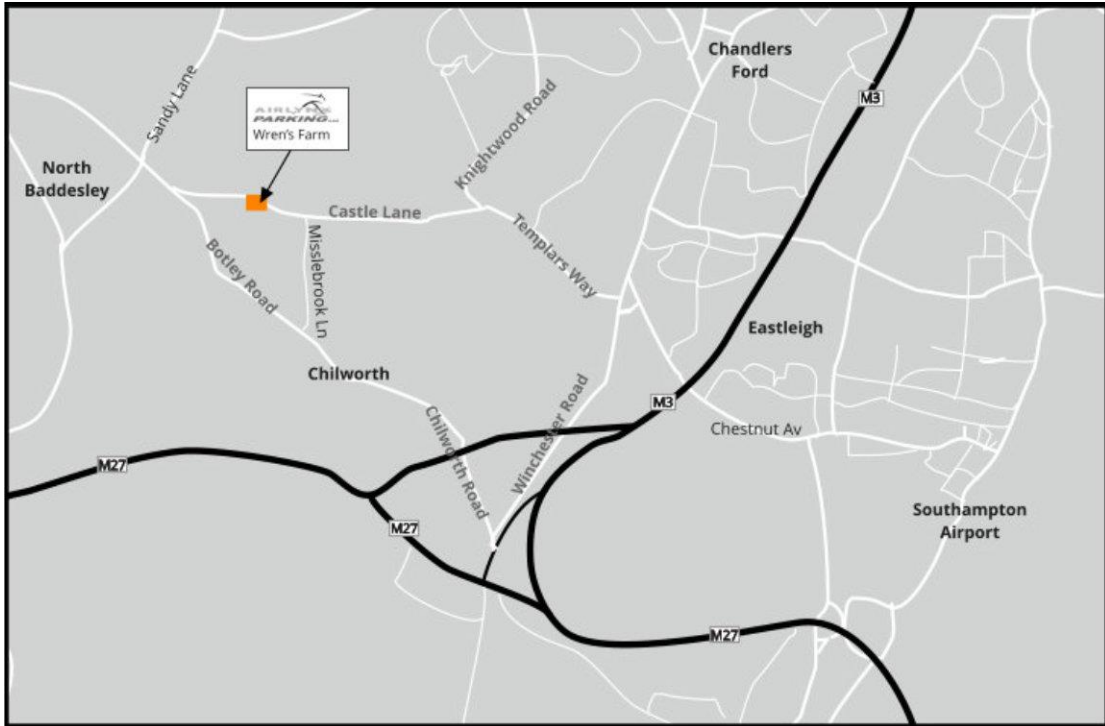 Chandlers
Ford
M3
Sandy Lane
AIRLYNX
PARKING
Wren's Farm
Knightwood Road
North
Baddesley
Castle Lane
Templars Way
Misslebrook Ln
Botley Road
Eastleigh
Chilworth
M3
Winchester Road
Chilworth Road
Chestnut Av
M27
M27
Southampton
Airport
M27